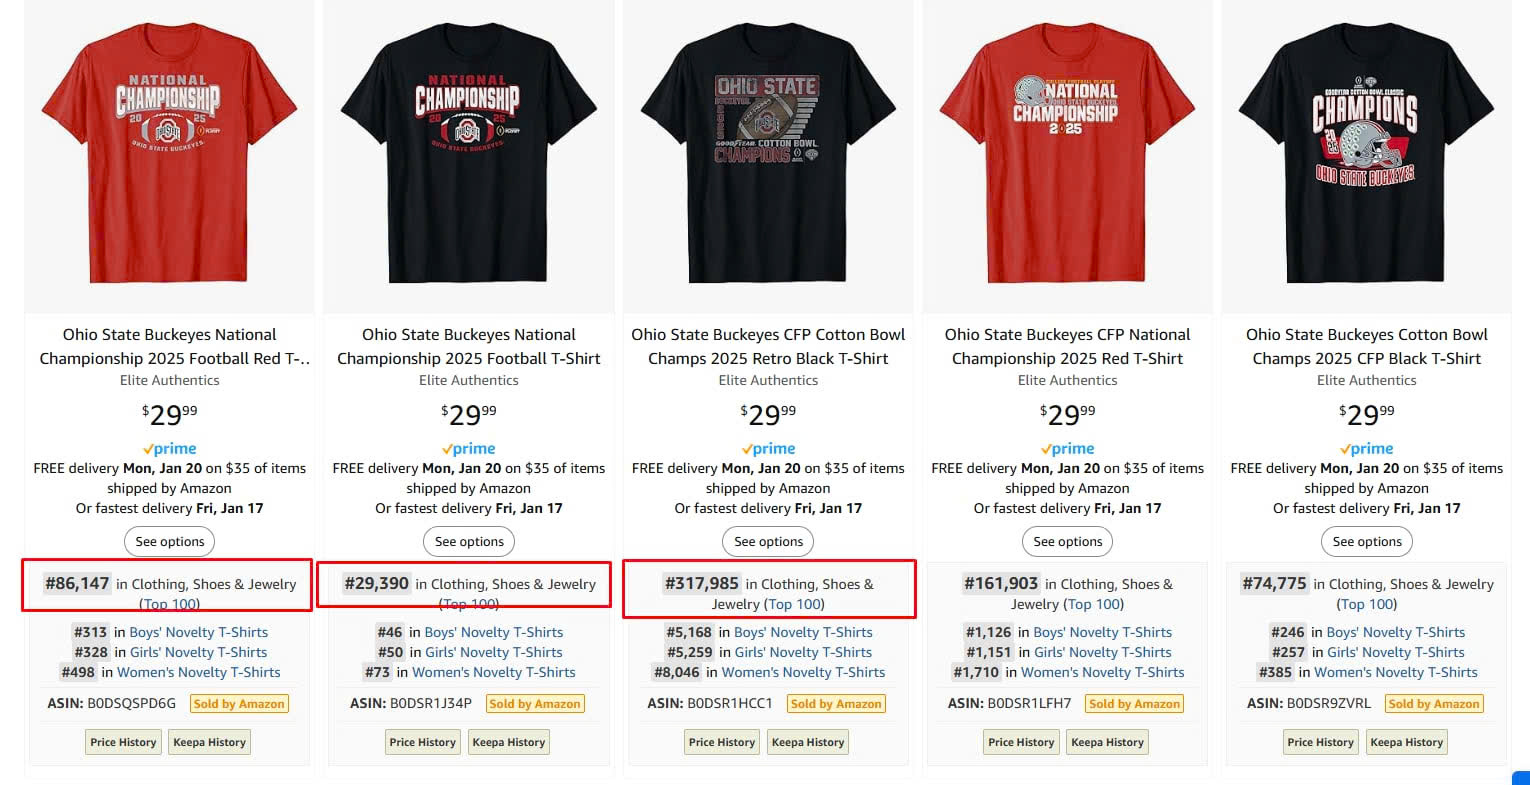 NATIONAL
CHAMPIONSHIP
20 25
OHIO STATE
OHIO STATE BUCKEYES
Ohio State Buckeyes National
Championship 2025 Football Red T-..
Elite Authentics
$2999
prime
FREE delivery Mon, Jan 20 on $35 of items
shipped by Amazon
Or fastest delivery Fri, Jan 17
See options
#86,147 in Clothing, Shoes & Jewelry
(Top 100)
#313 in Boys' Novelty T-Shirts
#328 in Girls' Novelty T-Shirts
#498 in Women's Novelty T-Shirts
ASIN: B0DSQSPD6G Sold by Amazon
Price History Keepa History
NATIONAL
CHAMPIONSHIP
20 25
OHIO STATE
OHIO STATE BUCKEYES
Ohio State Buckeyes National
Championship 2025 Football T-Shirt
Elite Authentics
$2999
prime
FREE delivery Mon, Jan 20 on $35 of items
shipped by Amazon
Or fastest delivery Fri, Jan 17
See options
#29,390 in Clothing, Shoes & Jewelry
(Top 100)
#46 in Boys' Novelty T-Shirts
#50 in Girls' Novelty T-Shirts
#73 in Women's Novelty T-Shirts
ASIN: B0DSR1J34P Sold by Amazon
Price History Keepa History
OHIO STATE
BUCKEYES
2025
GOODYEAR COTTON BOWL
CHAMPIONS
Ohio State Buckeyes CFP Cotton Bowl
Champs 2025 Retro Black T-Shirt
Elite Authentics
$2999
prime
FREE delivery Mon, Jan 20 on $35 of items
shipped by Amazon
Or fastest delivery Fri, Jan 17
See options
#317,985 in Clothing, Shoes &
Jewelry (Top 100)
#5,168 in Boys' Novelty T-Shirts
#5,259 in Girls' Novelty T-Shirts
#8,046 in Women's Novelty T-Shirts
ASIN: B0DSR1HCC1 Sold by Amazon
Price History Keepa History
COLLEGE FOOTBALL PLAYOFF
NATIONAL
OHIO STATE BUCKEYES
CHAMPIONSHIP
2025
Ohio State Buckeyes CFP National
Championship 2025 Red T-Shirt
Elite Authentics
$2999
prime
FREE delivery Mon, Jan 20 on $35 of items
shipped by Amazon
Or fastest delivery Fri, Jan 17
See options
#161,903 in Clothing, Shoes &
Jewelry (Top 100)
#1,126 in Boys' Novelty T-Shirts
#1,151 in Girls' Novelty T-Shirts
#1,710 in Women's Novelty T-Shirts
ASIN: B0DSR1LFH7 Sold by Amazon
Price History Keepa History
GOODYEAR COTTON BOWL CLASSIC
CHAMPIONS
2025
OHIO STATE BUCKEYES
Ohio State Buckeyes Cotton Bowl
Champs 2025 CFP Black T-Shirt
Elite Authentics
$2999
prime
FREE delivery Mon, Jan 20 on $35 of items
shipped by Amazon
Or fastest delivery Fri, Jan 17
See options
#74,775 in Clothing, Shoes & Jewelry
(Top 100)
#246 in Boys' Novelty T-Shirts
#257 in Girls' Novelty T-Shirts
#385 in Women's Novelty T-Shirts
ASIN: B0DSR9ZVRL Sold by Amazon
Price History Keepa History